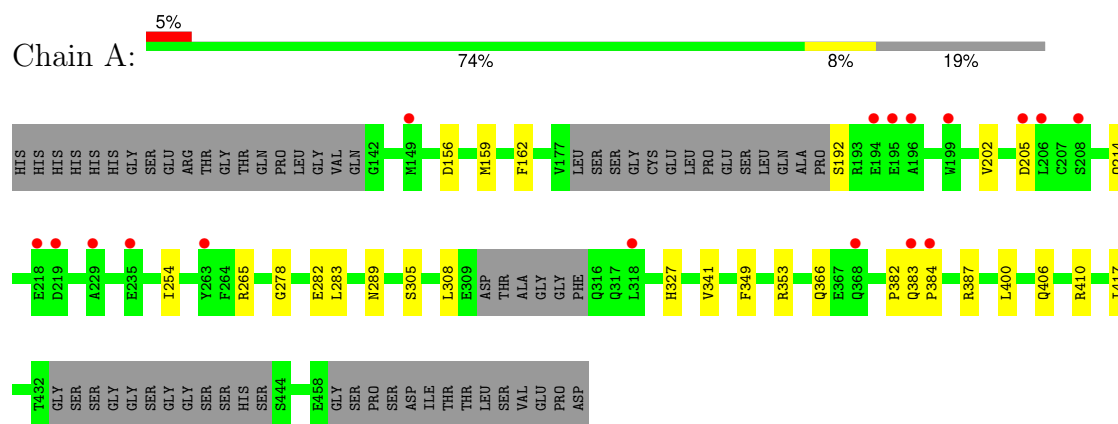 5%
Chain A:
74% 8% 19%
HIS HIS HIS HIS HIS HIS GLY SER GLU ARG THR GLY THR GLN PRO LEU GLY VAL GLN G142 M149 D156 M159 F162 V177 LEU SER SER GLY CYS GLU LEU PRO GLU SER LEU GLN ALA PRO S192 R193 E194 E195 A196 W199 V202 D205 L206 C207 S208
E218 D219 A229 E235 I254 Y263 F264 R265 G278 E282 L283 N289 S305 L308 E309 ASP THR ALA GLY GLY PHE Q316 Q317 L318 H327 V341 F349 R353 Q366 E367 Q368 P382 Q383 P384 R387 L400 Q406 R410
T432 GLY SER SER GLY GLY SER GLY GLY SER SER HIS SER S444 E458 GLY SER PRO SER ASP ILE THR THR LEU SER VAL GLU PRO ASP